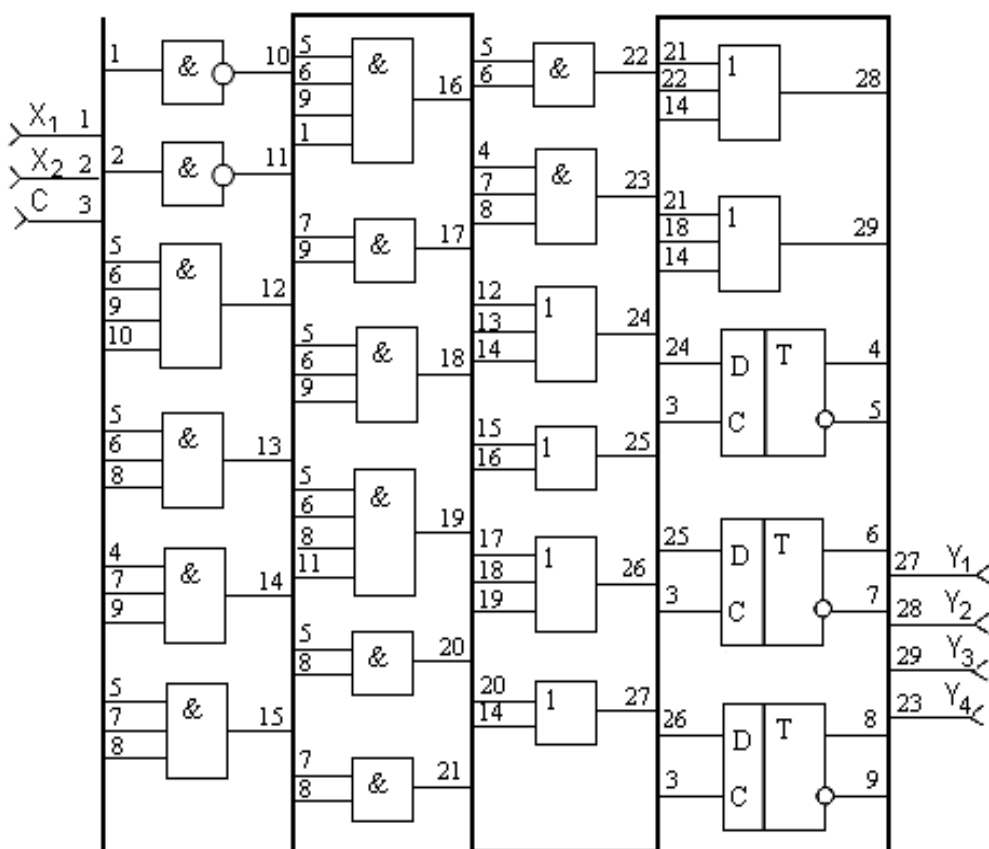 X1 1
X2 2
C 3
1 & 10
2 & 11
5 6 9 10 & 12
5 6 8 & 13
4 7 9 & 14
5 7 8 & 15
5 6 9 1 & 16
7 9 & 17
5 6 9 & 18
5 6 8 11 & 19
5 8 & 20
7 8 & 21
5 6 & 22
4 7 8 & 23
12 13 14 1 24
15 16 1 25
17 18 19 1 26
20 14 1 27
21 22 14 1 28
21 18 14 1 29
24 D T 4
3 C 5
25 D T 6
3 C 7
26 D T 8
3 C 9
27 Y1
28 Y2
29 Y3
23 Y4